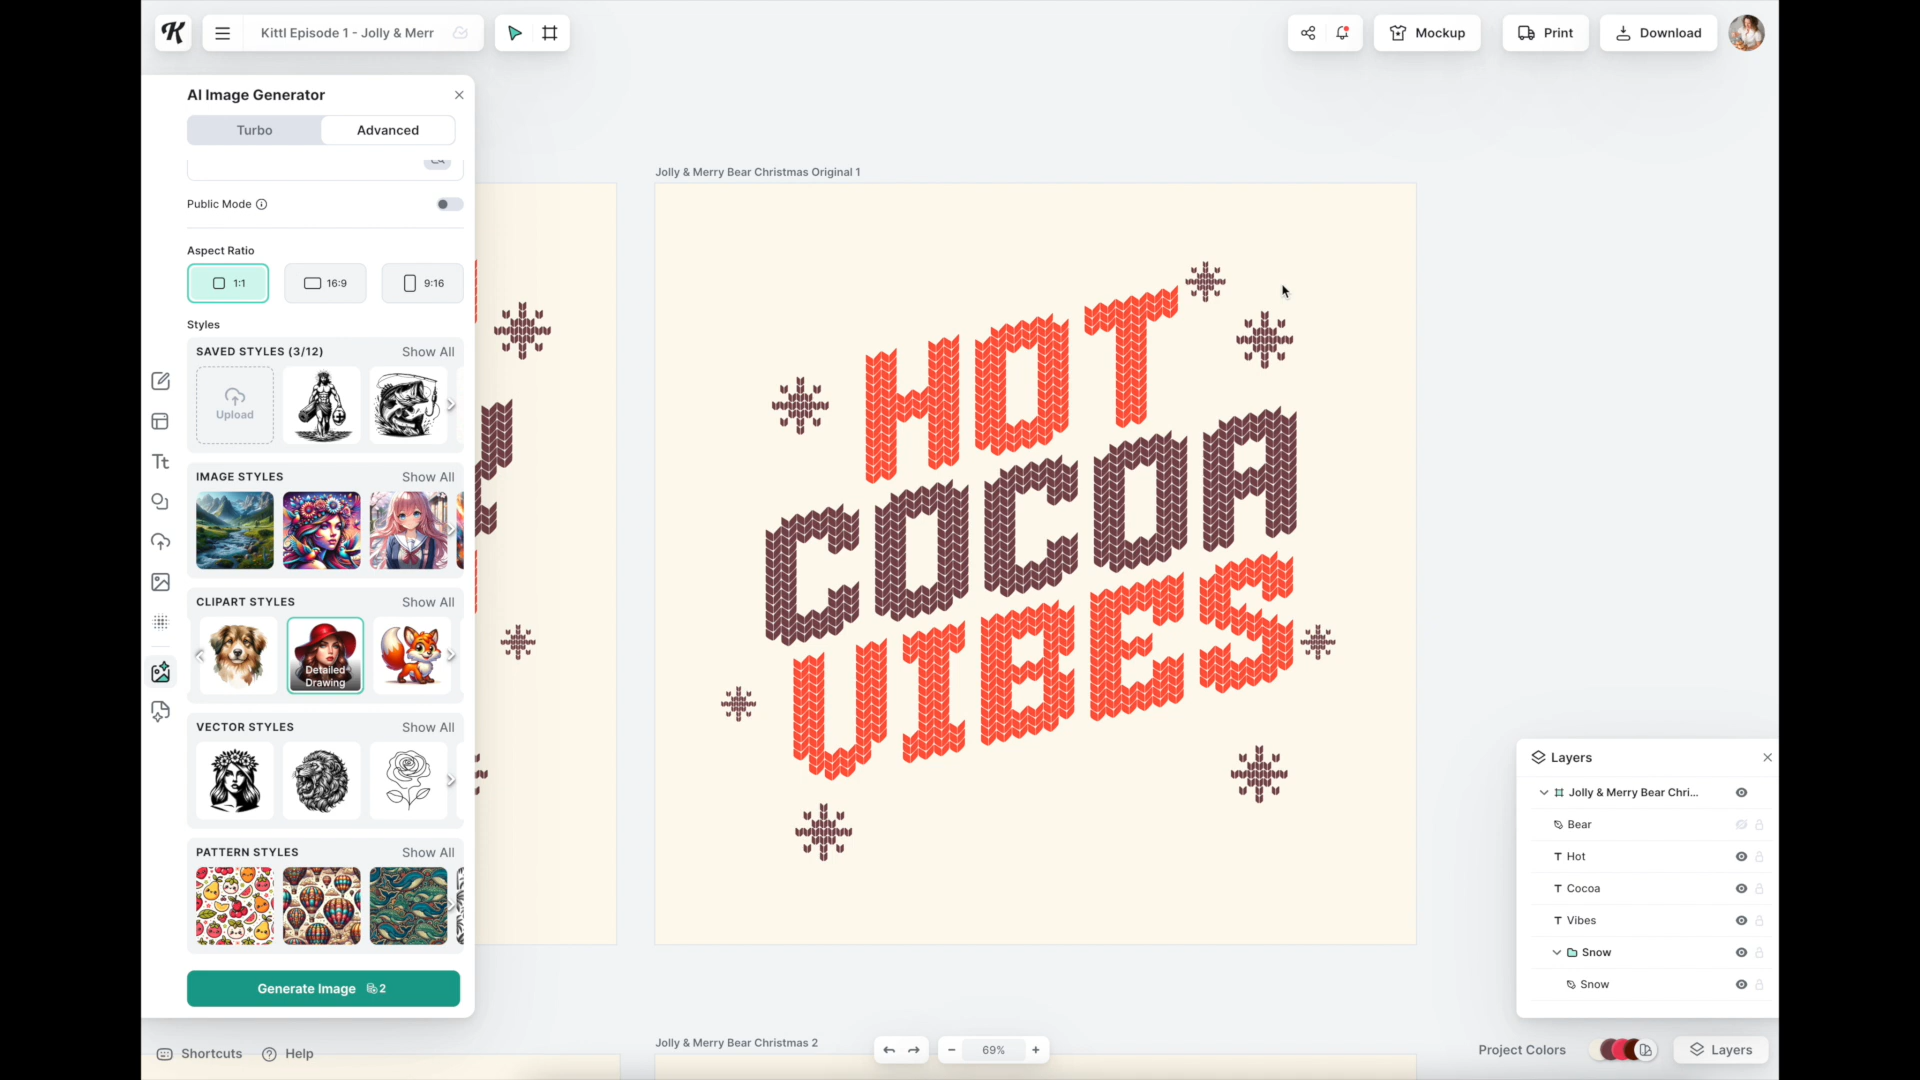 K
Kittl Episode 1 - Jolly & Merr
Mockup
Print
Download
AI Image Generator
Turbo
Advanced
Public Mode
Aspect Ratio
1:1
16:9
9:16
Styles
SAVED STYLES (3/12)
Show All
Upload
IMAGE STYLES
Show All
CLIPART STYLES
Show All
Detailed
Drawing
VECTOR STYLES
Show All
PATTERN STYLES
Show All
Generate Image 2
Tt
Shortcuts
Help
Jolly & Merry Bear Christmas Original 1
HOT
COCOA
VIBES
Jolly & Merry Bear Christmas 2
69%
Layers
Jolly & Merry Bear Chri...
Bear
T Hot
T Cocoa
T Vibes
Snow
Snow
Project Colors
Layers